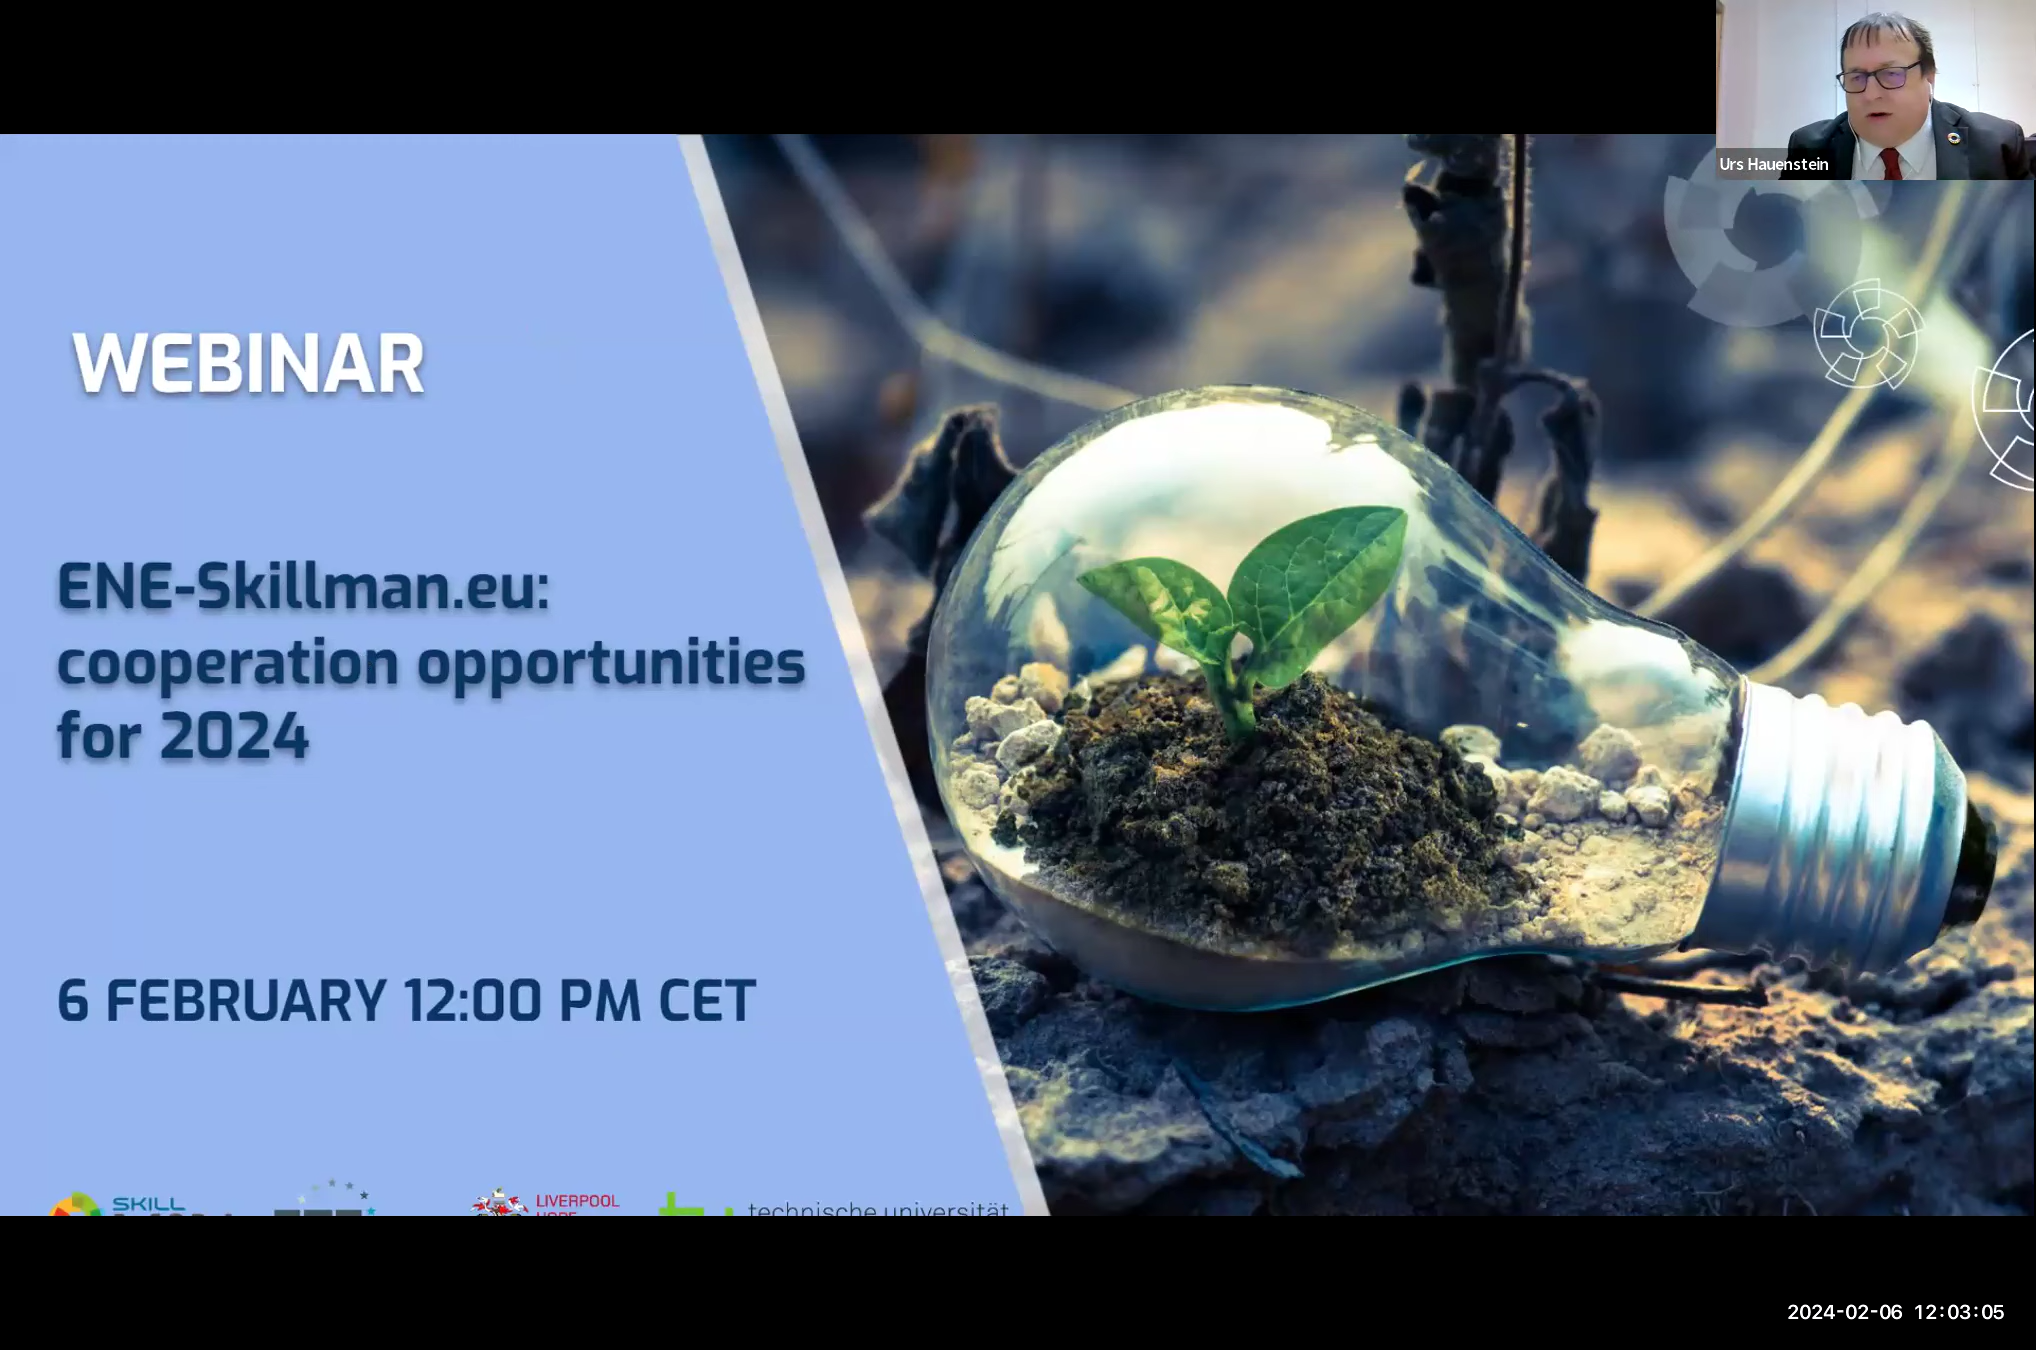 Urs Hauenstein
WEBINAR
ENE-Skillman.eu:
cooperation opportunities
for 2024
6 FEBRUARY 12:00 PM CET
SKILL
LIVERPOOL
technische universität
2024-02-06 12:03:05